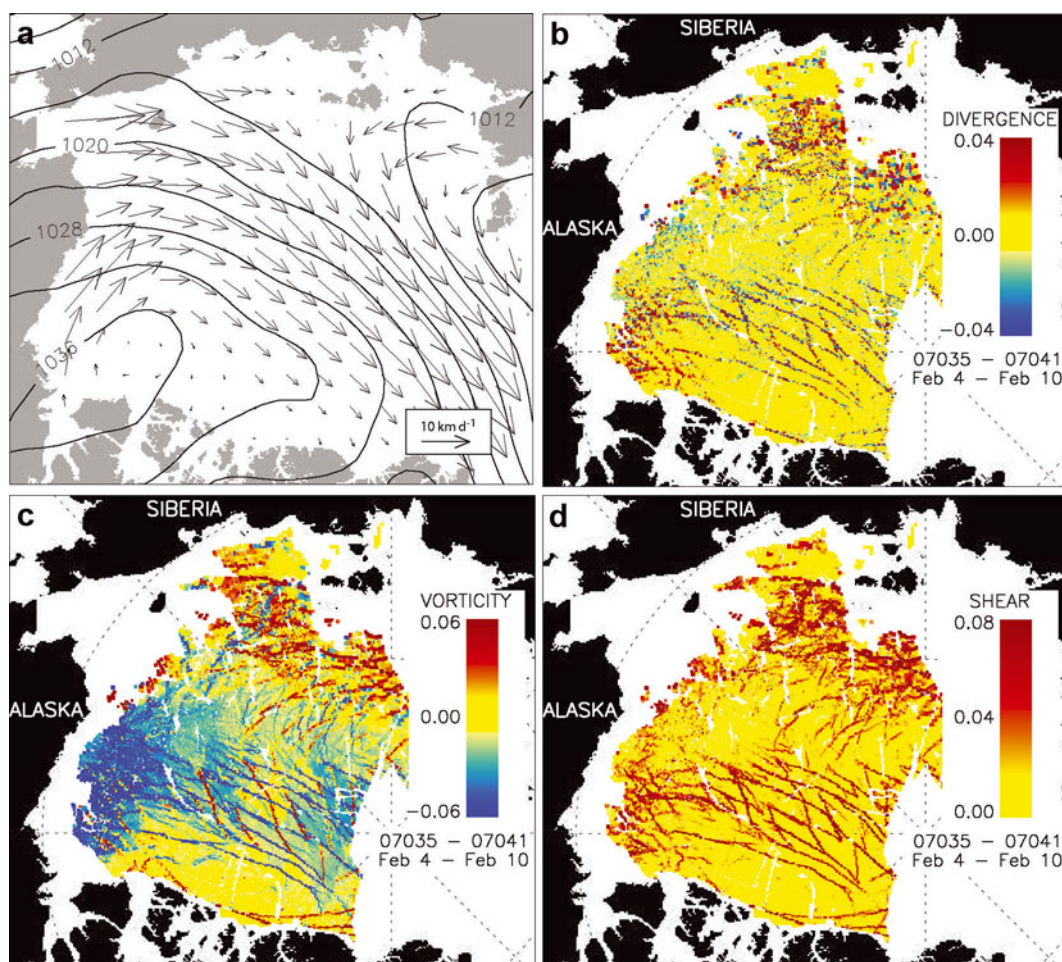 a
1012
1012
1020
1028
1036
10 km d⁻¹
b
SIBERIA
ALASKA
DIVERGENCE
0.04
0.00
−0.04
07035 − 07041
Feb 4 − Feb 10
c
SIBERIA
ALASKA
VORTICITY
0.06
0.00
−0.06
07035 − 07041
Feb 4 − Feb 10
d
SIBERIA
ALASKA
SHEAR
0.08
0.04
0.00
07035 − 07041
Feb 4 − Feb 10